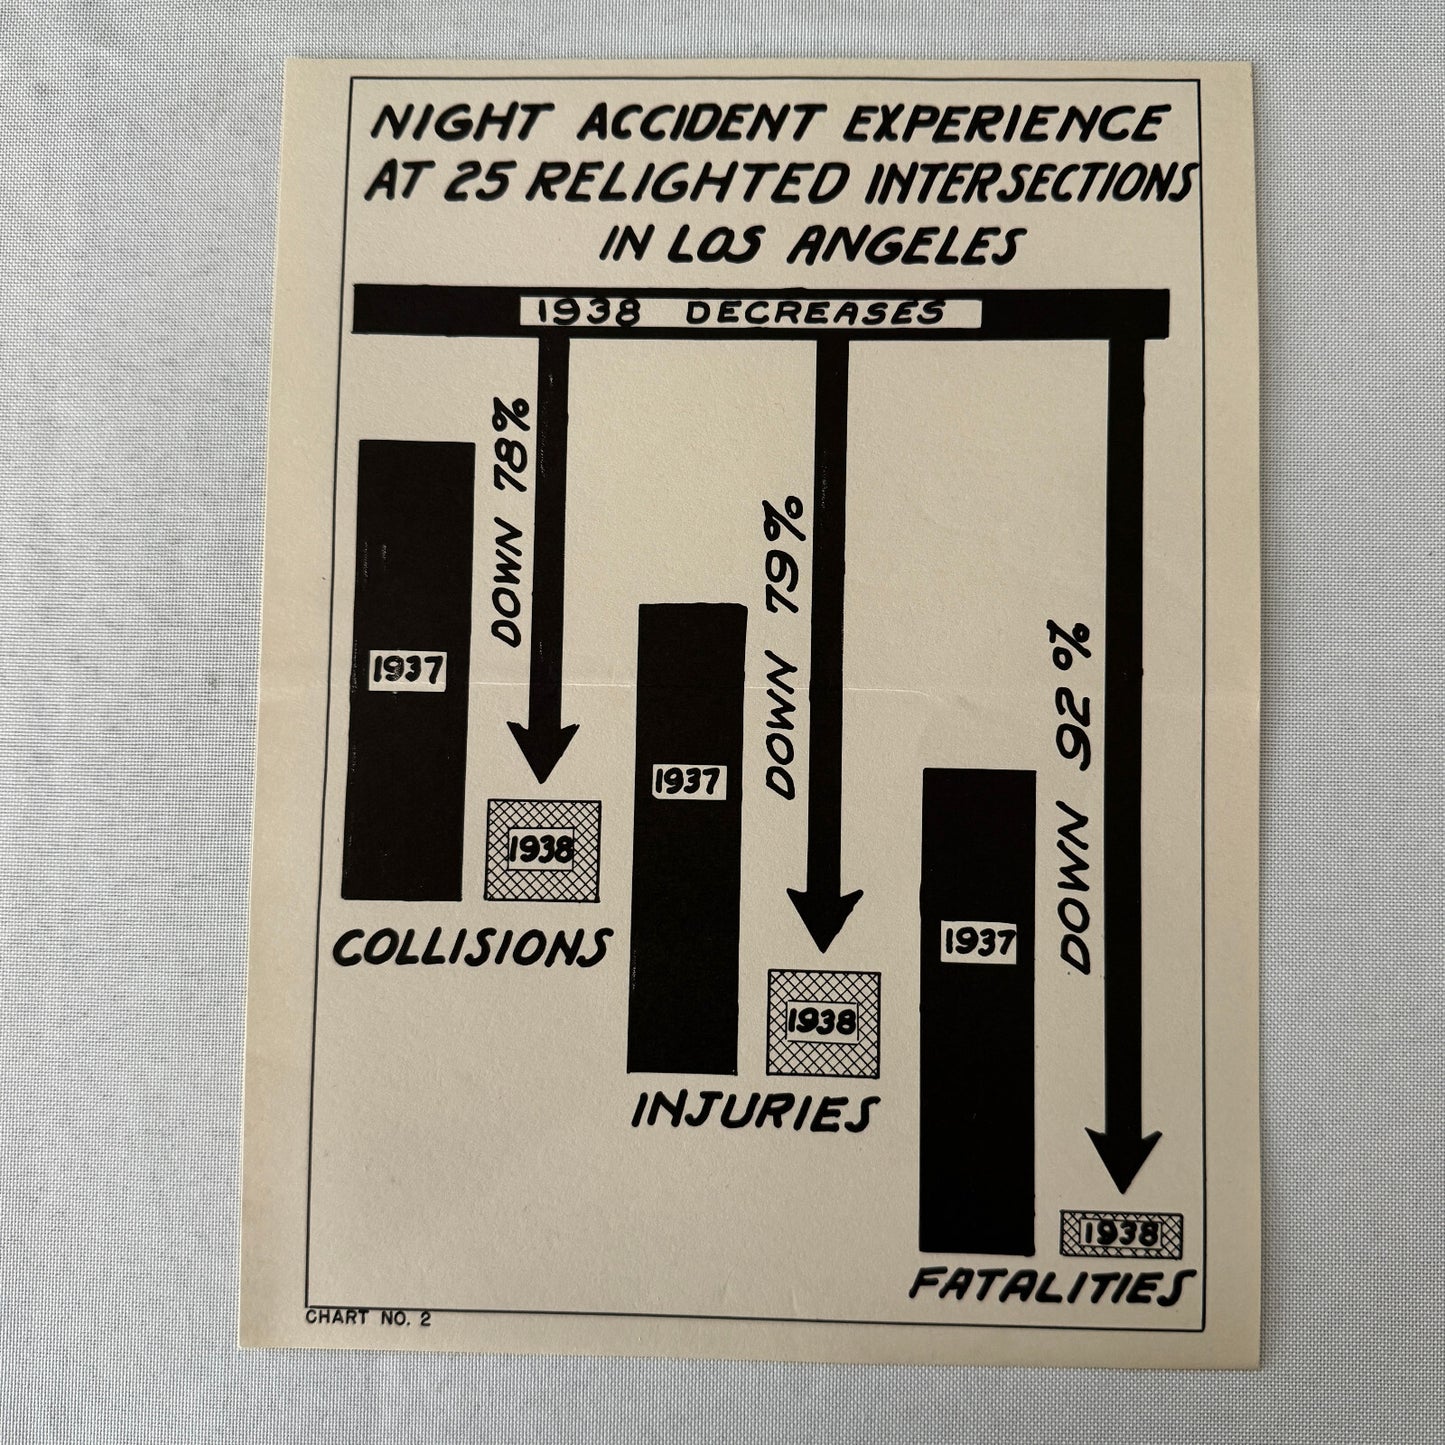 NIGHT ACCIDENT EXPERIENCE
AT 25 RELIGHTED INTERSECTIONS
IN LOS ANGELES
1938 DECREASES
DOWN 78%
1937
1938
COLLISIONS
DOWN 79%
1937
1938
INJURIES
DOWN 92%
1937
1938
FATALITIES
CHART NO. 2